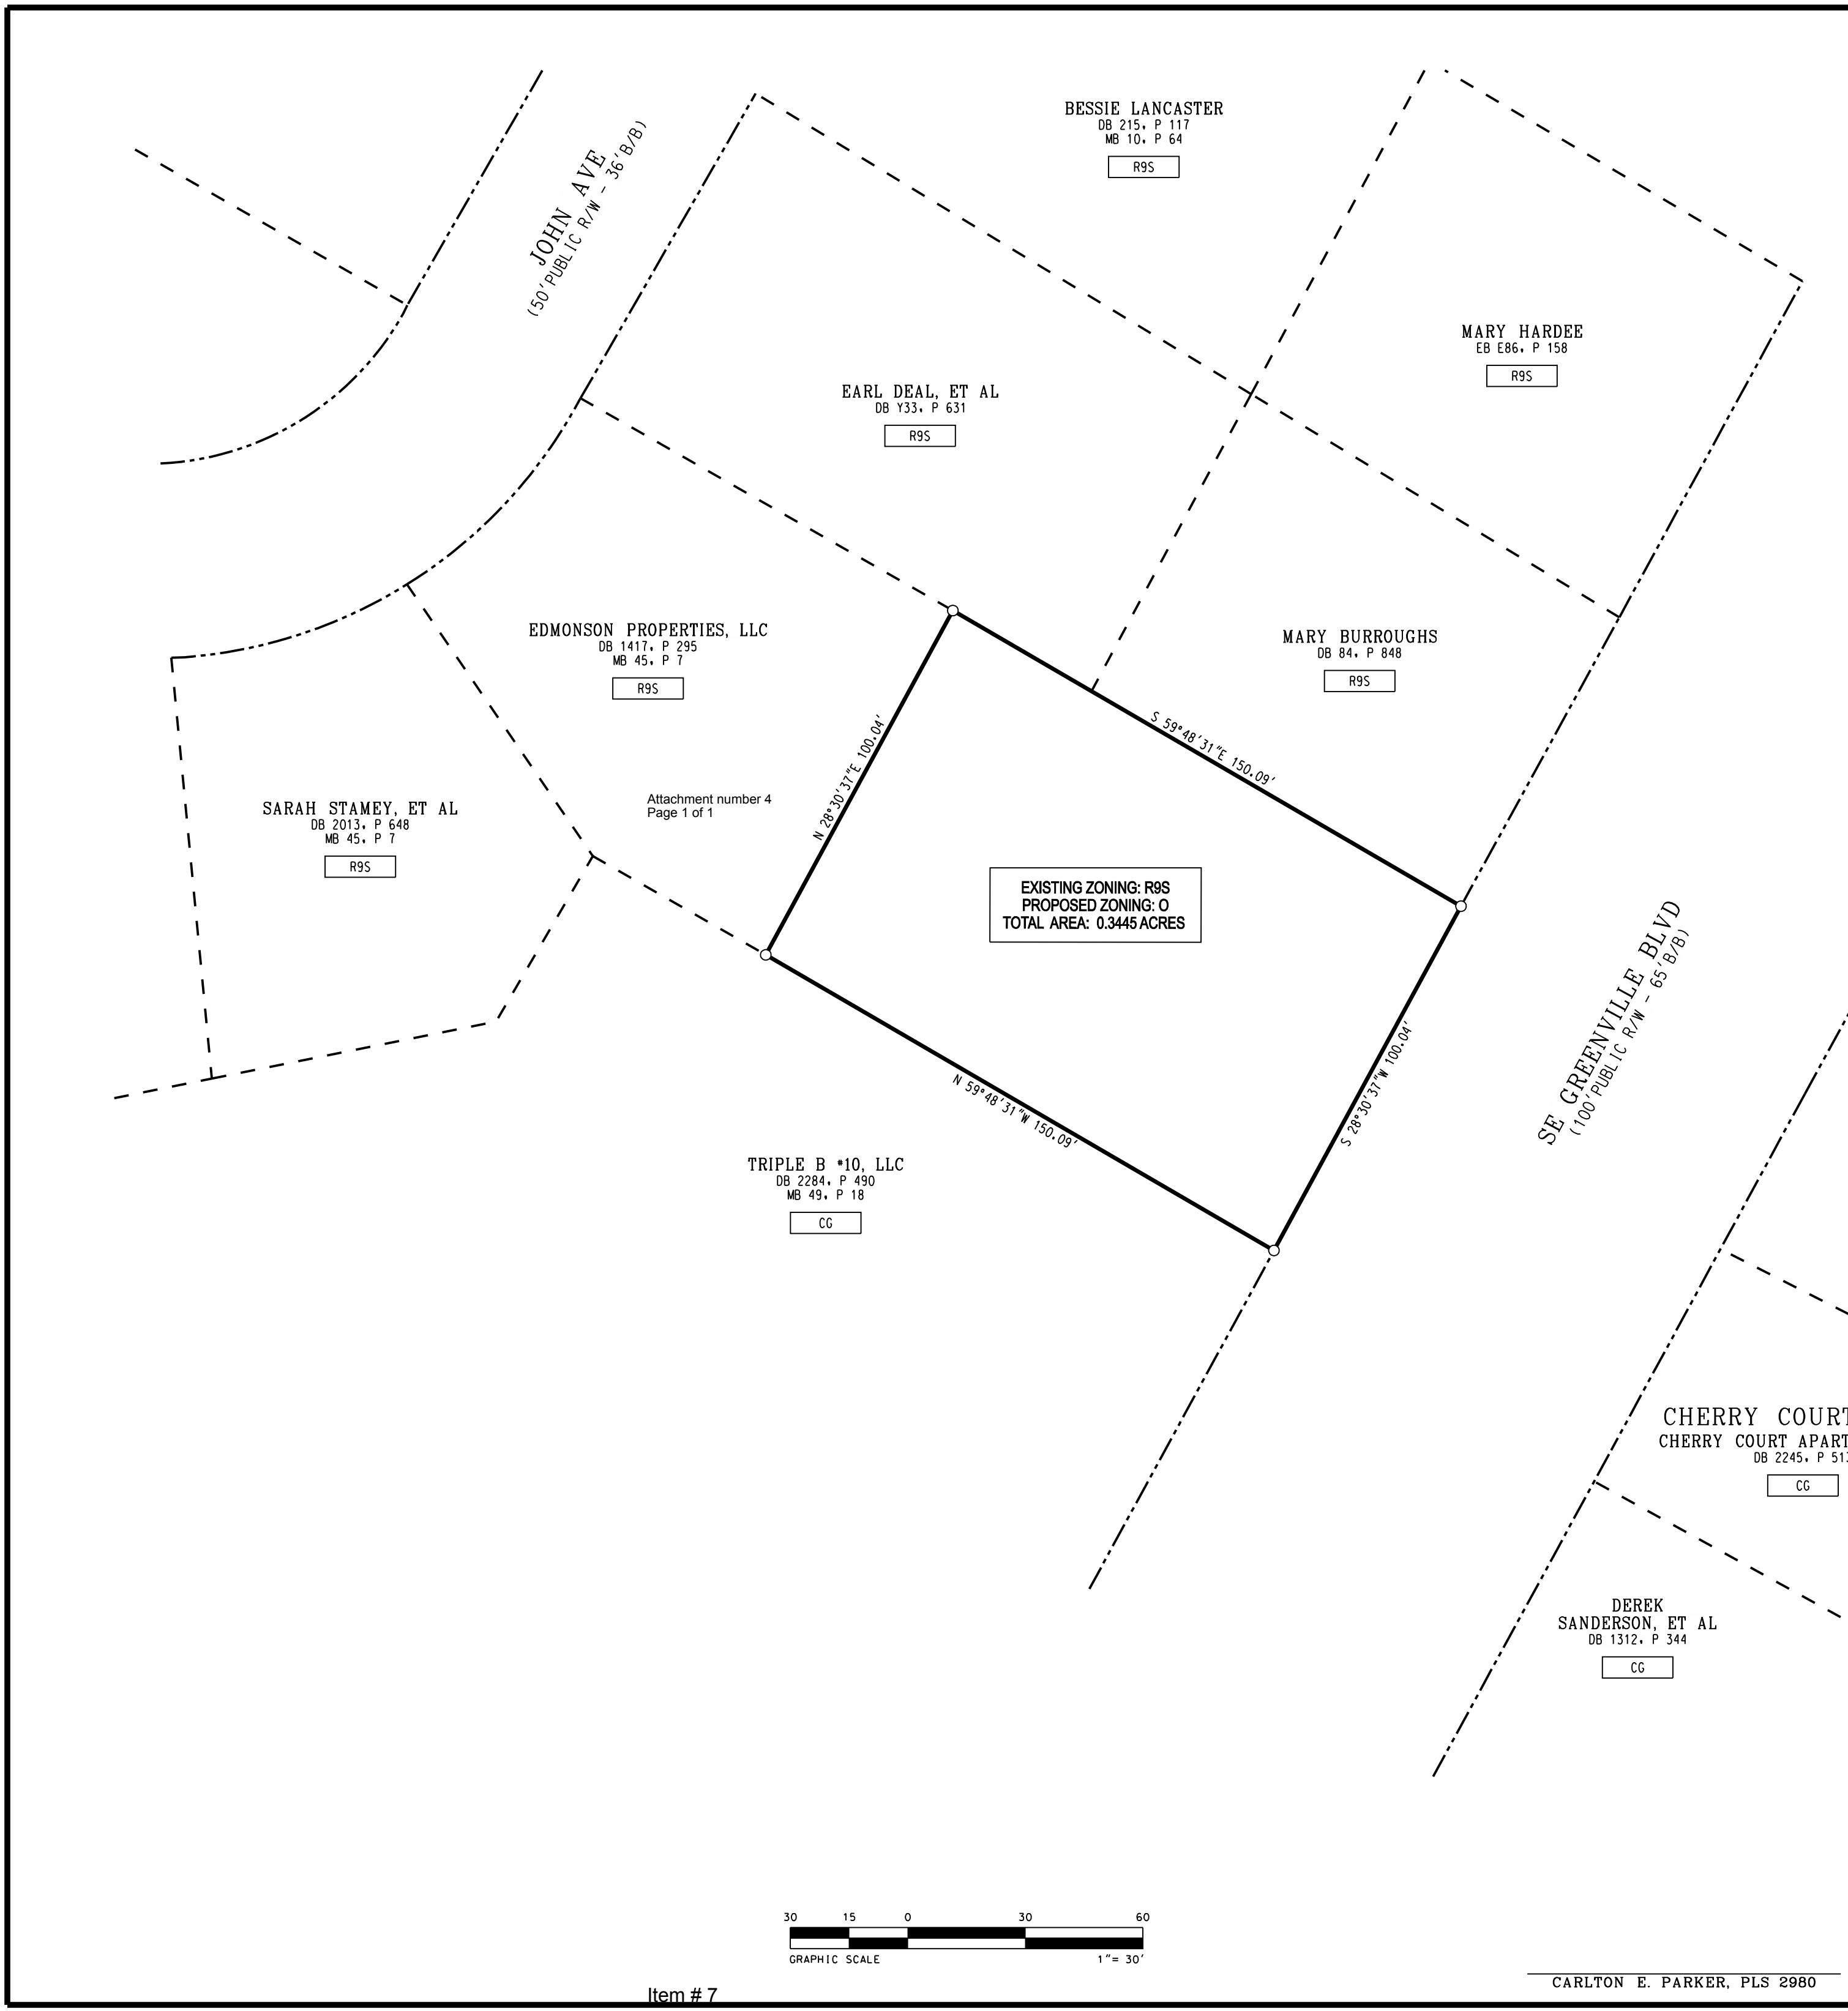 BESSIE LANCASTER
DB 215, P 117
MB 10, P 64
R9S
JOHN AVE
(50' PUBLIC R/W - 36' B/B)
MARY HARDEE
EB E86, P 158
R9S
EARL DEAL, ET AL
DB Y33, P 631
R9S
EDMONSON PROPERTIES, LLC
DB 1417, P 295
MB 45, P 7
R9S
MARY BURROUGHS
DB 84, P 848
R9S
S 59°48'31"E 150.09'
N 28°30'37"E 100.04'
Attachment number 4
Page 1 of 1
SARAH STAMEY, ET AL
DB 2013, P 648
MB 45, P 7
R9S
EXISTING ZONING: R9S
PROPOSED ZONING: O
TOTAL AREA: 0.3445 ACRES
SE GREENVILLE BLVD
(100' PUBLIC R/W - 65' B/B)
S 28°30'37"W 100.04'
N 59°48'31"W 150.09'
TRIPLE B #10, LLC
DB 2284, P 490
MB 49, P 18
CG
CHERRY COURT
CHERRY COURT APART
DB 2245, P 51
CG
DEREK
SANDERSON, ET AL
DB 1312, P 344
CG
30 15 0 30 60
GRAPHIC SCALE 1"= 30'
CARLTON E. PARKER, PLS 2980
Item # 7